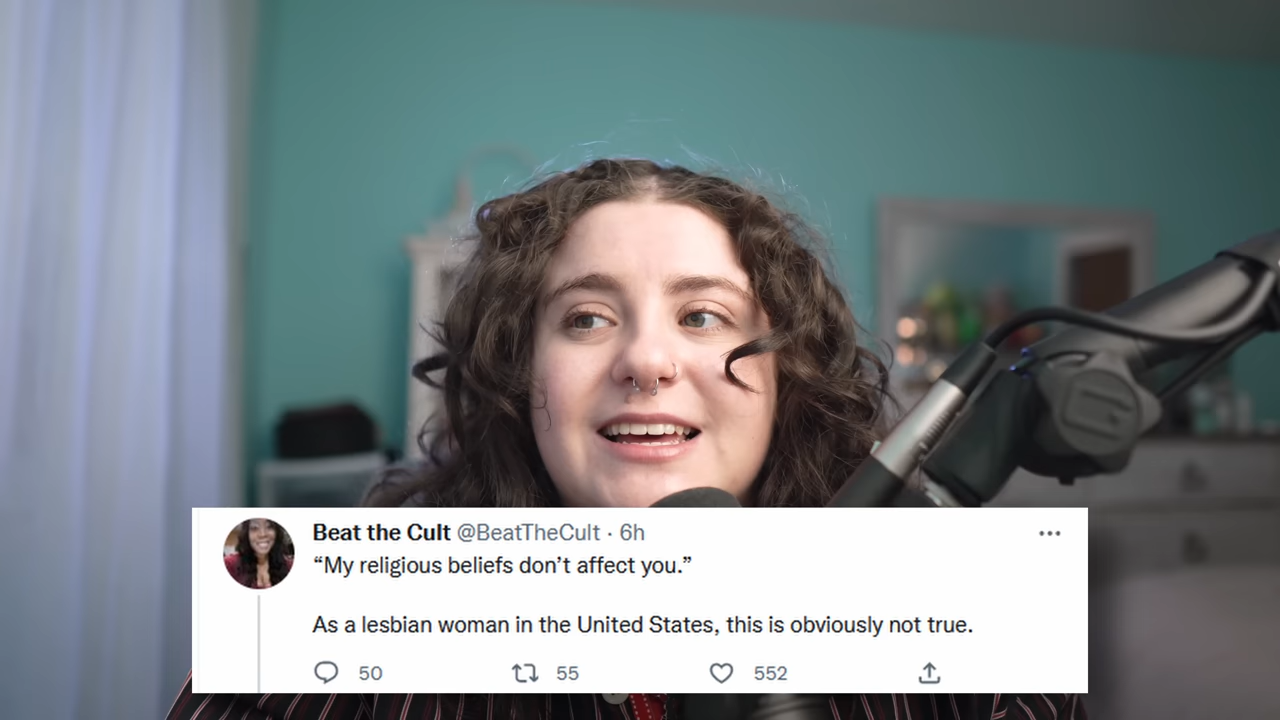 Beat the Cult @BeatTheCult · 6h
“My religious beliefs don’t affect you.”
As a lesbian woman in the United States, this is obviously not true.
50 55 552